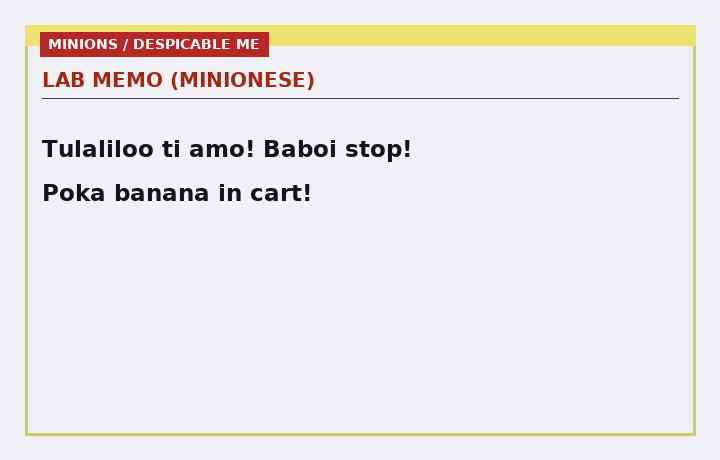 MINIONS / DESPICABLE ME
LAB MEMO (MINIONESE)
Tulaliloo ti amo! Baboi stop!
Poka banana in cart!